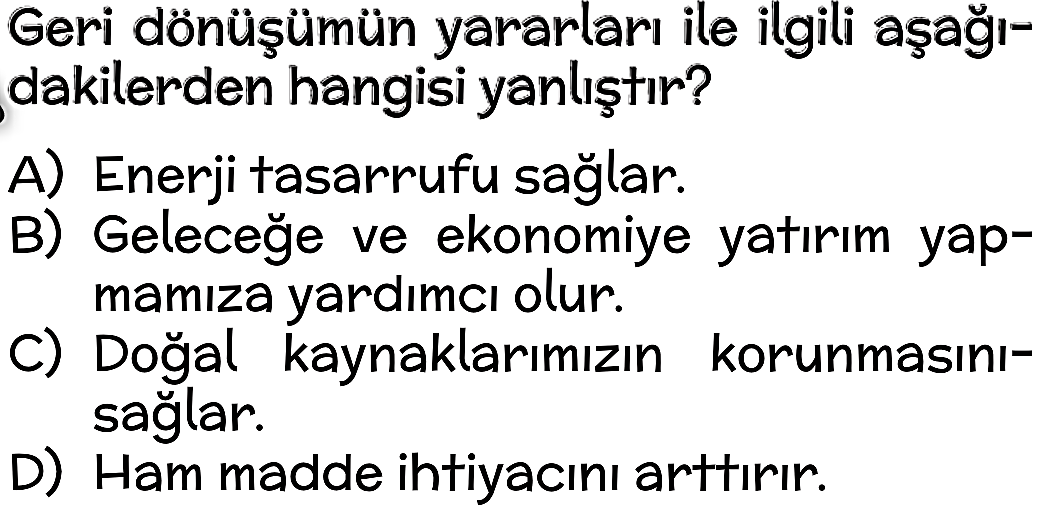 Geri dönüşümün yararları ile ilgili aşağı-
dakilerden hangisi yanlıştır?
A) Enerji tasarrufu sağlar.
B) Geleceğe ve ekonomiye yatırım yap-
mamıza yardımcı olur.
C) Doğal kaynaklarımızın korunmasını-
sağlar.
D) Ham madde ihtiyacını arttırır.